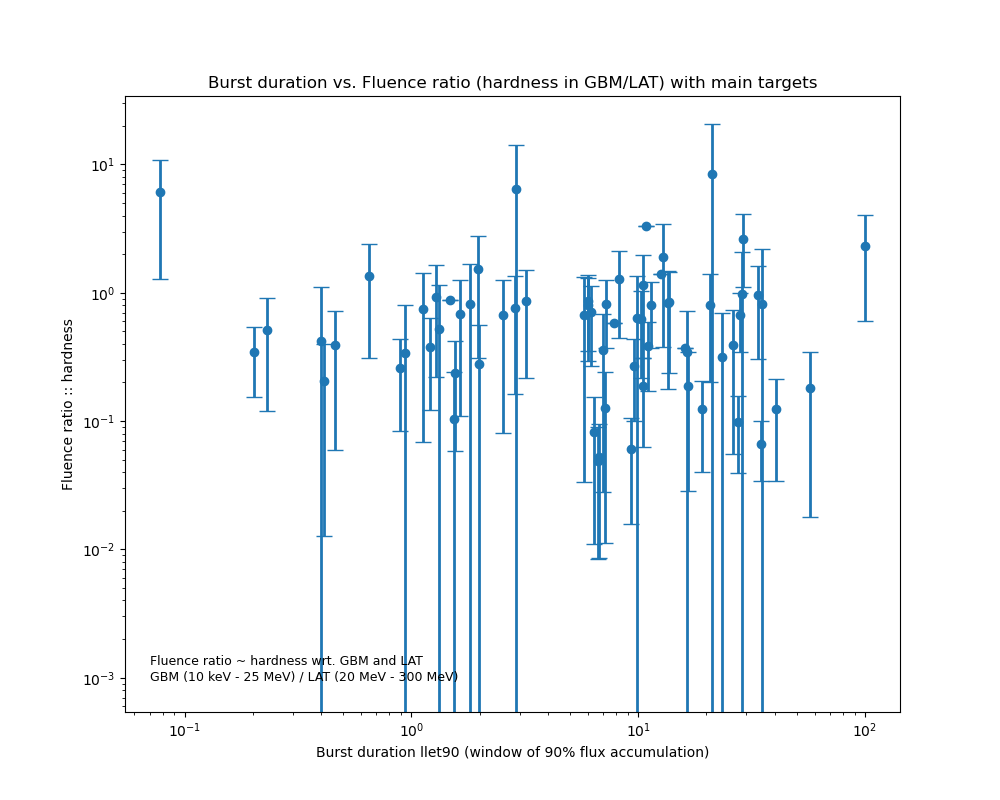 Burst duration vs. Fluence ratio (hardness in GBM/LAT) with main targets
Fluence ratio :: hardness
10¹
10⁰
10⁻¹
10⁻²
10⁻³
Fluence ratio ~ hardness wrt. GBM and LAT
GBM (10 keV - 25 MeV) / LAT (20 MeV - 300 MeV)
10⁻¹ 10⁰ 10¹ 10²
Burst duration llet90 (window of 90% flux accumulation)